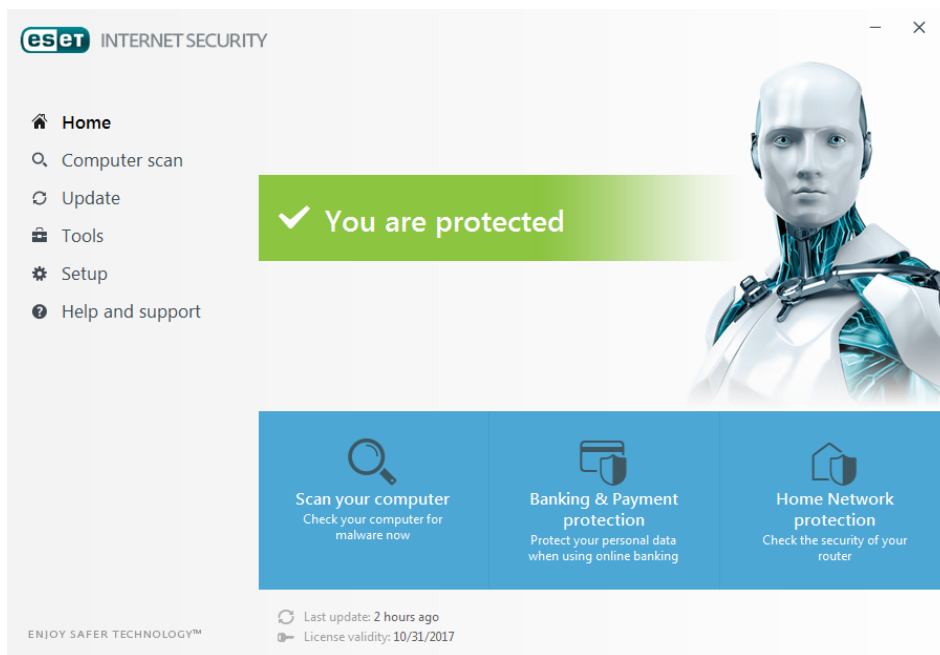 eset INTERNET SECURITY
Home
Computer scan
Update
Tools
Setup
Help and support
You are protected
Scan your computer
Check your computer for
malware now
Banking & Payment
protection
Protect your personal data
when using online banking
Home Network
protection
Check the security of your
router
Last update: 2 hours ago
License validity: 10/31/2017
ENJOY SAFER TECHNOLOGY™